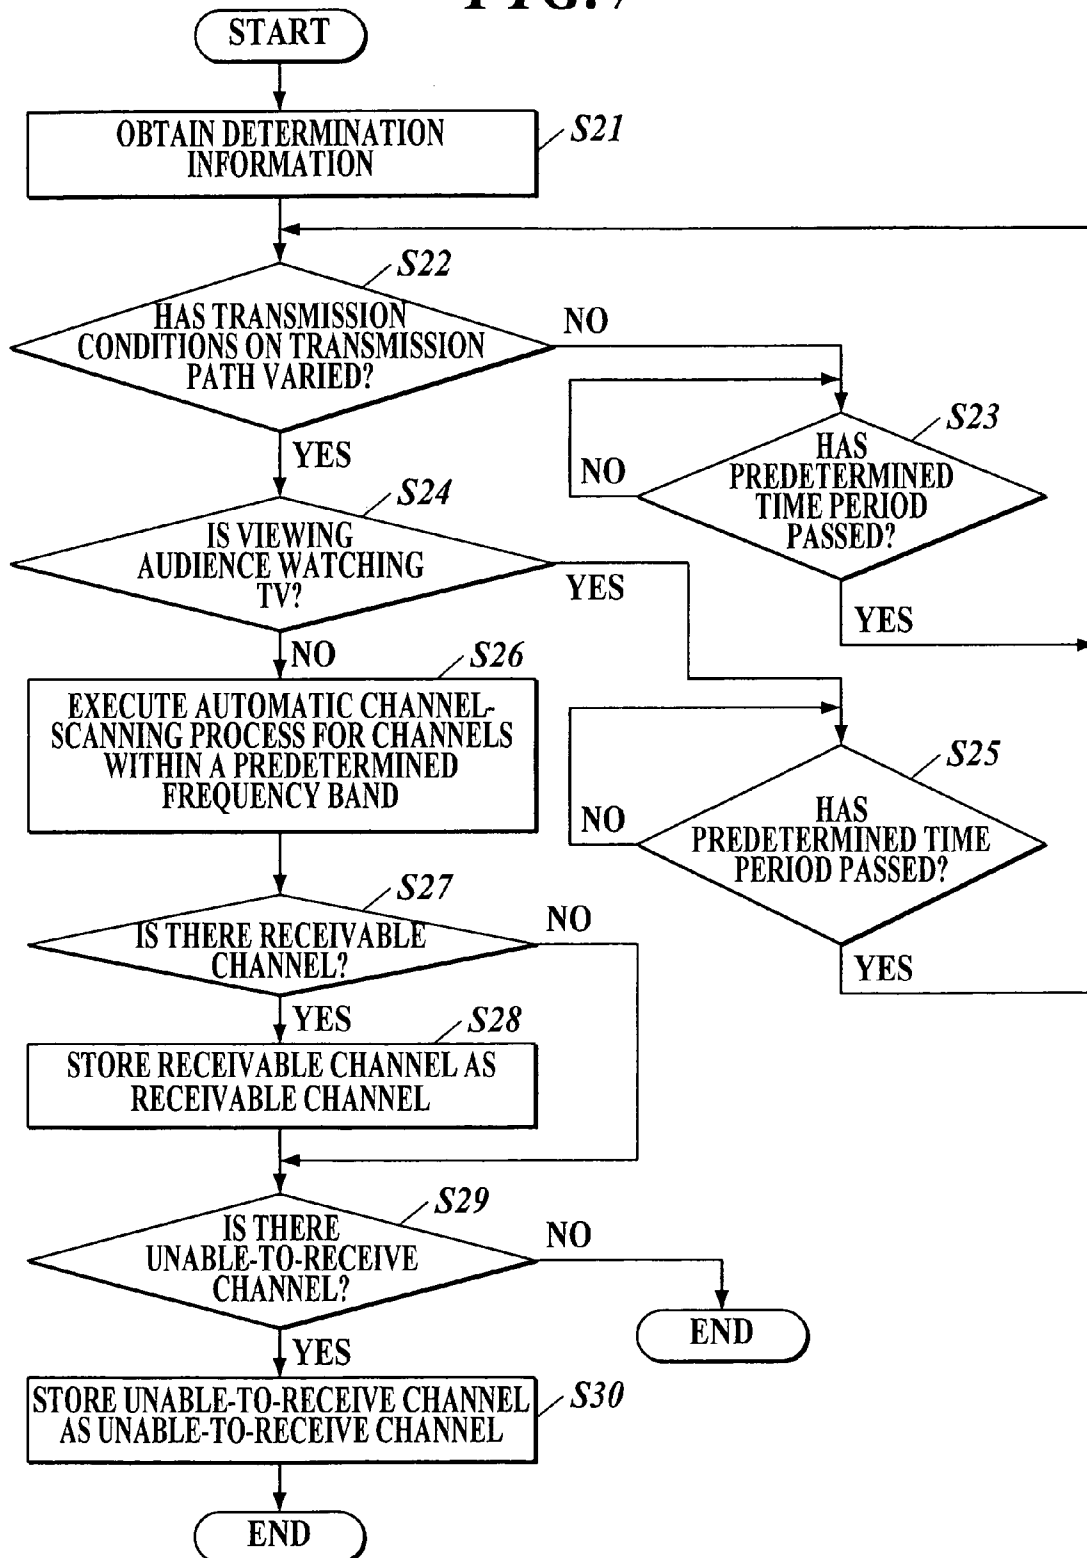 FIG. 7
START
OBTAIN DETERMINATION
INFORMATION
S21
S22
HAS TRANSMISSION
CONDITIONS ON TRANSMISSION
PATH VARIED?
NO
YES
S23
HAS
PREDETERMINED
TIME PERIOD
PASSED?
NO
YES
S24
IS VIEWING
AUDIENCE WATCHING
TV?
YES
NO
S25
HAS
PREDETERMINED TIME
PERIOD PASSED?
NO
YES
S26
EXECUTE AUTOMATIC CHANNEL-
SCANNING PROCESS FOR CHANNELS
WITHIN A PREDETERMINED
FREQUENCY BAND
S27
IS THERE RECEIVABLE
CHANNEL?
NO
YES
S28
STORE RECEIVABLE CHANNEL AS
RECEIVABLE CHANNEL
S29
IS THERE
UNABLE-TO-RECEIVE
CHANNEL?
NO
END
YES
STORE UNABLE-TO-RECEIVE CHANNEL
AS UNABLE-TO-RECEIVE CHANNEL
S30
END